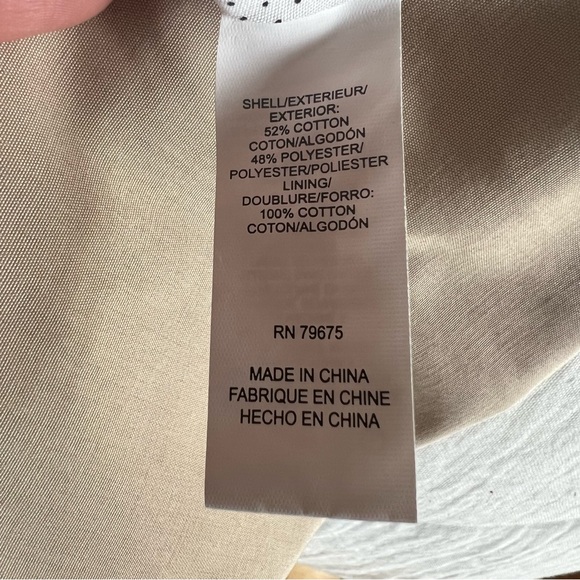 SHELL/EXTERIEUR/
EXTERIOR:
52% COTTON
COTON/ALGODÓN
48% POLYESTER/
POLYESTER/POLIESTER
LINING/
DOUBLURE/FORRO:
100% COTTON
COTON/ALGODÓN
RN 79675
MADE IN CHINA
FABRIQUE EN CHINE
HECHO EN CHINA